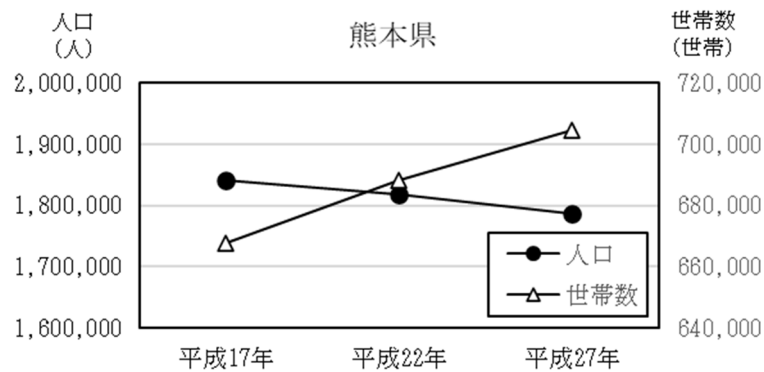 人口
(人)
熊本県
世帯数
(世帯)
2,000,000
1,900,000
1,800,000
1,700,000
1,600,000
720,000
700,000
680,000
660,000
640,000
人口
世帯数
平成17年
平成22年
平成27年